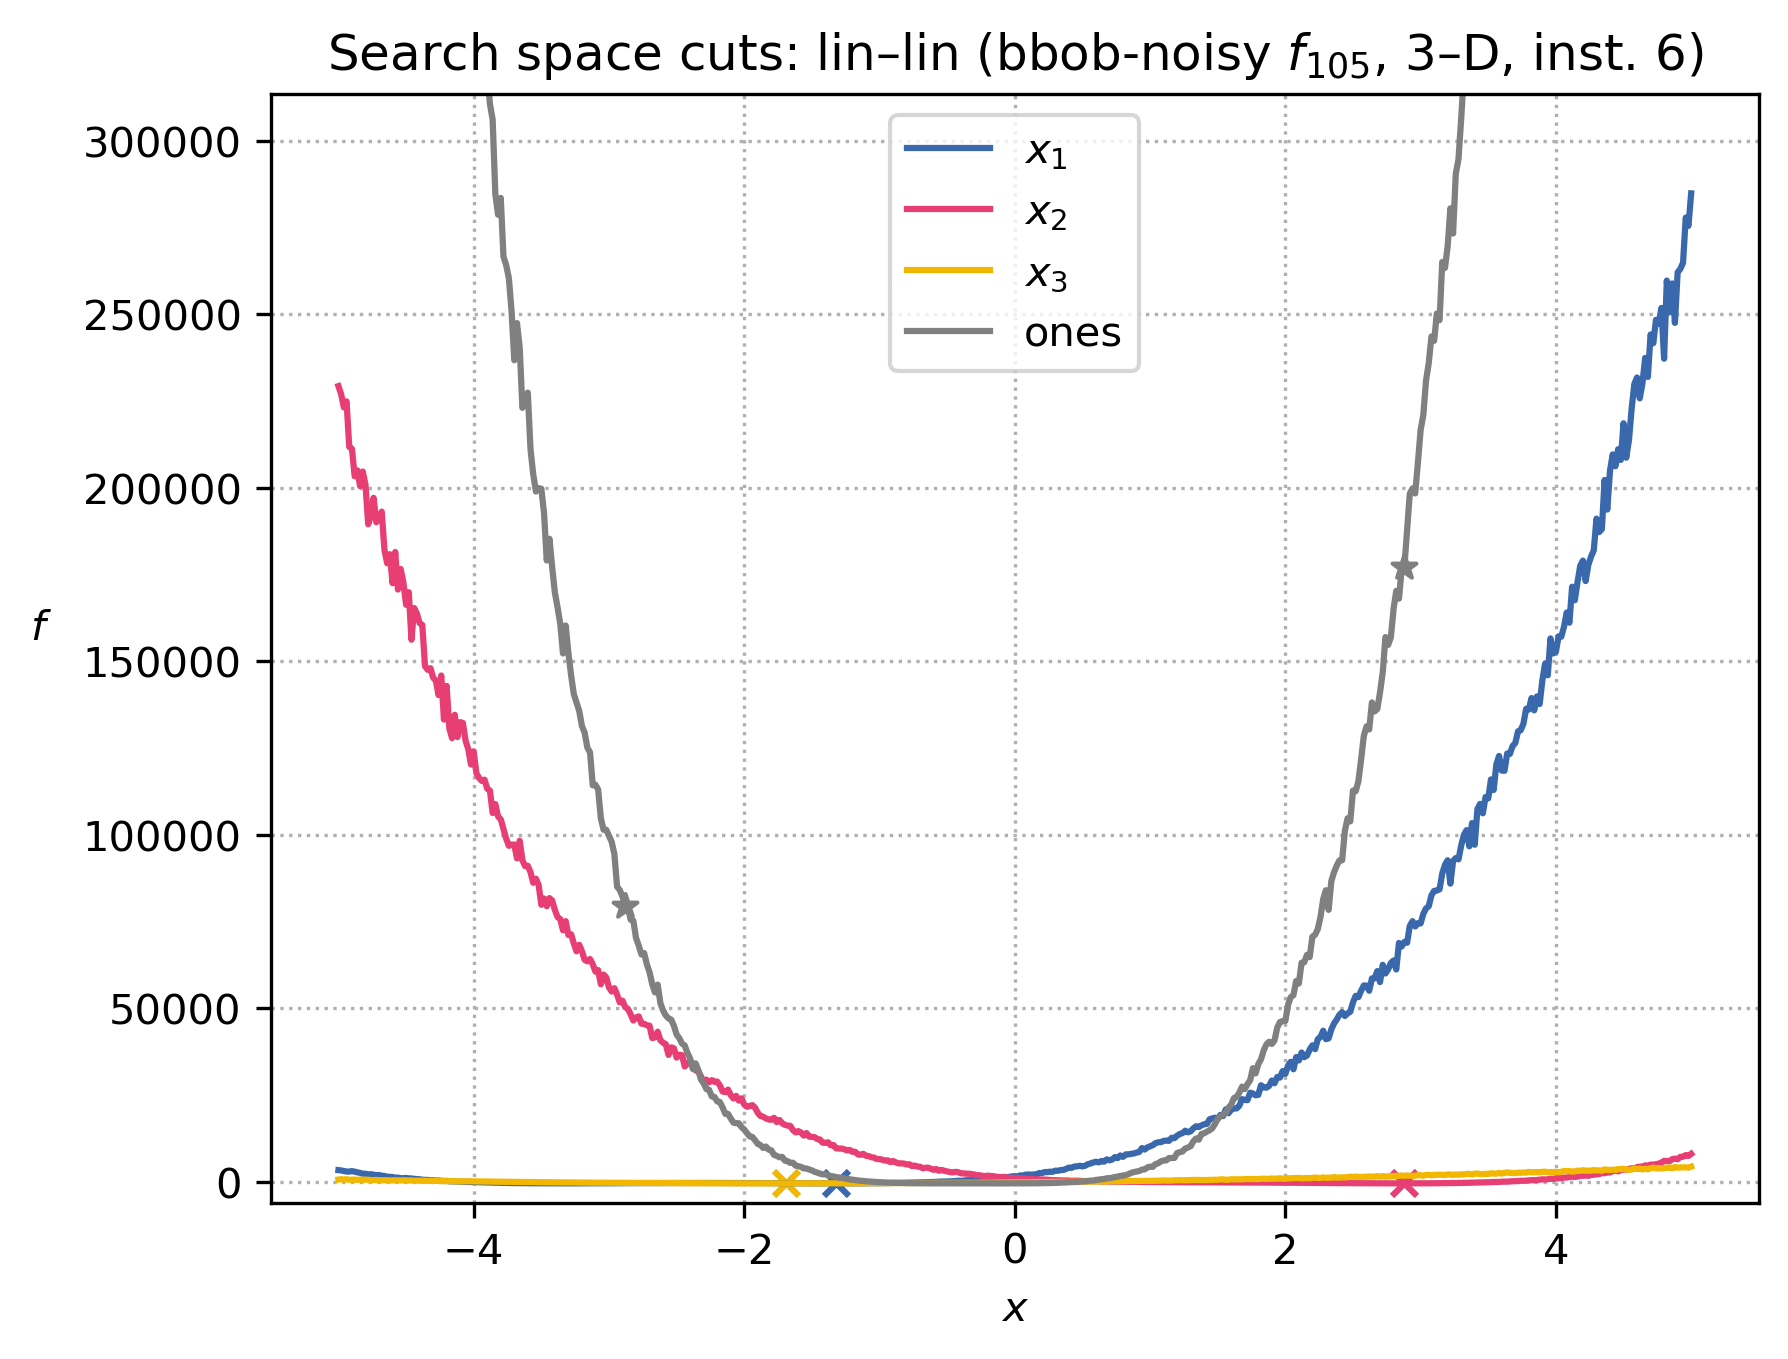 Search space cuts: lin–lin (bbob-noisy f105, 3–D, inst. 6)
300000
250000
200000
150000
100000
50000
0
f
x1
x2
x3
ones
−4
−2
0
2
4
x